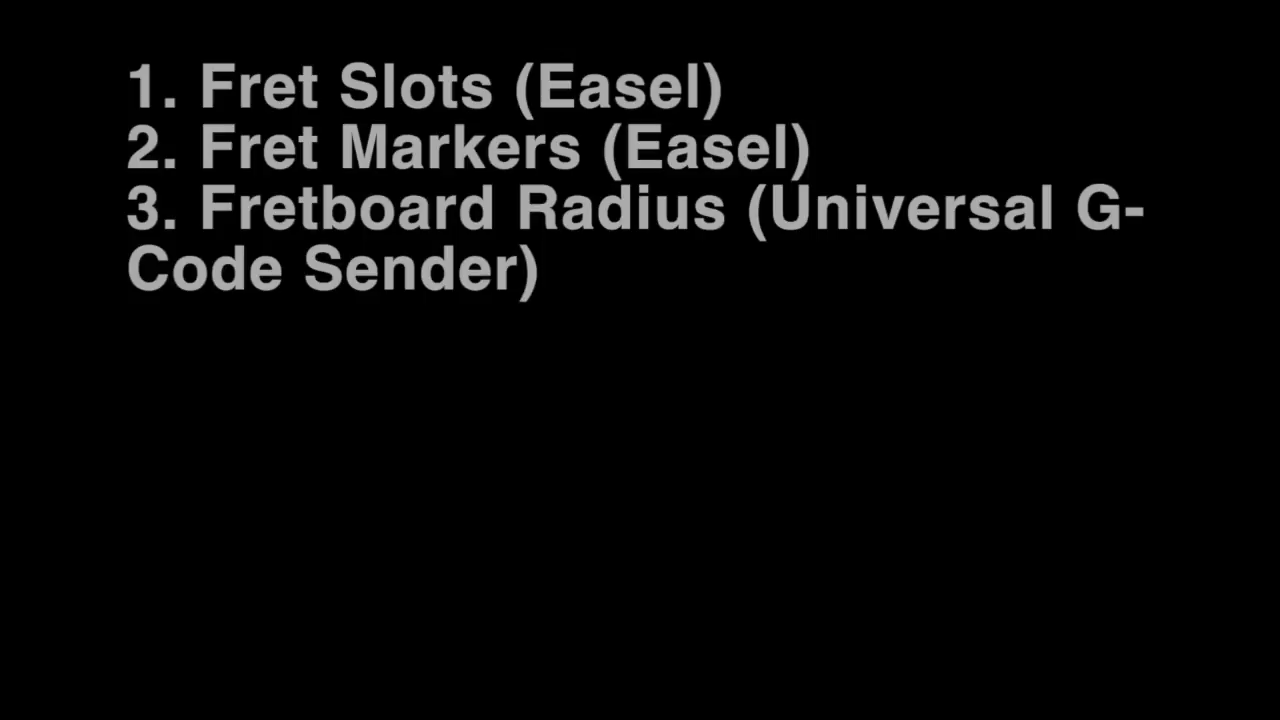 1. Fret Slots (Easel)
2. Fret Markers (Easel)
3. Fretboard Radius (Universal G-
Code Sender)